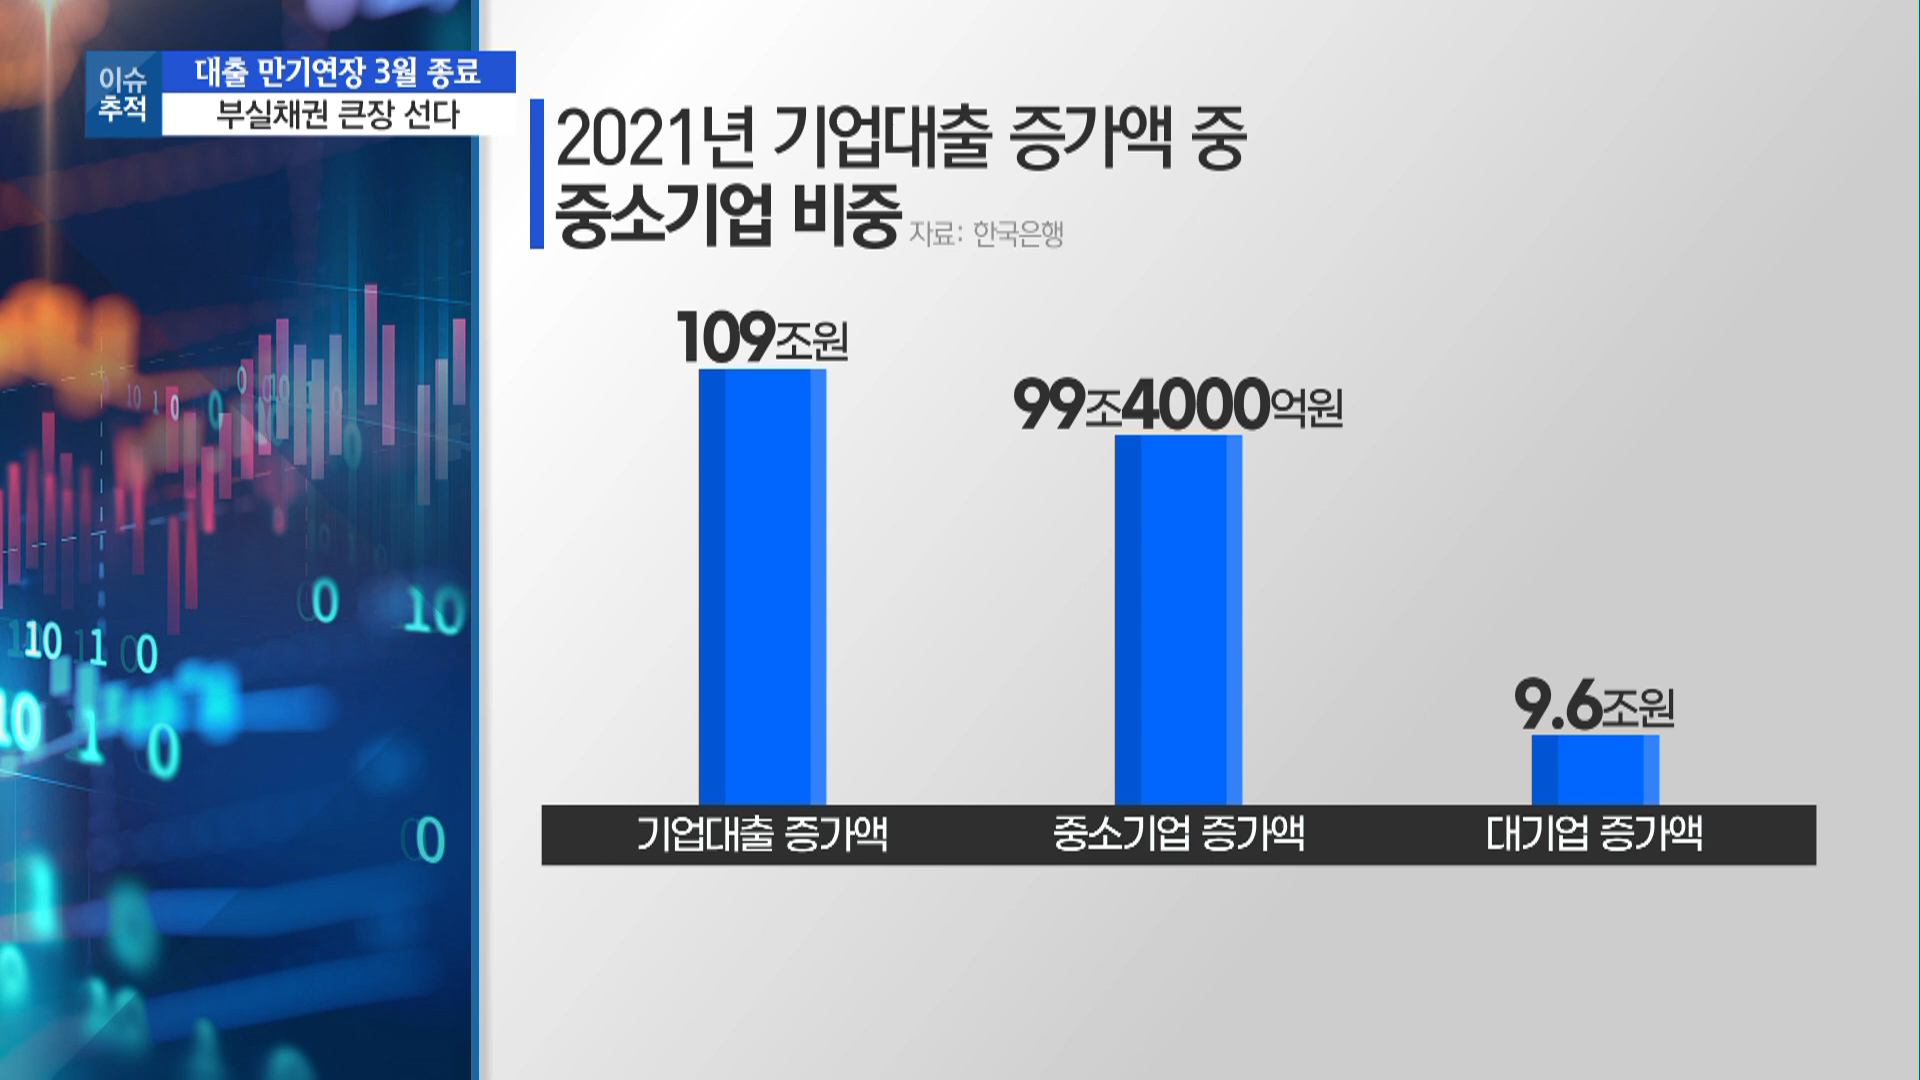 이슈
추적
대출 만기연장 3월 종료
부실채권 큰장 선다
2021년 기업대출 증가액 중
중소기업 비중 자료: 한국은행
109조원
99조4000억원
9.6조원
기업대출 증가액
중소기업 증가액
대기업 증가액